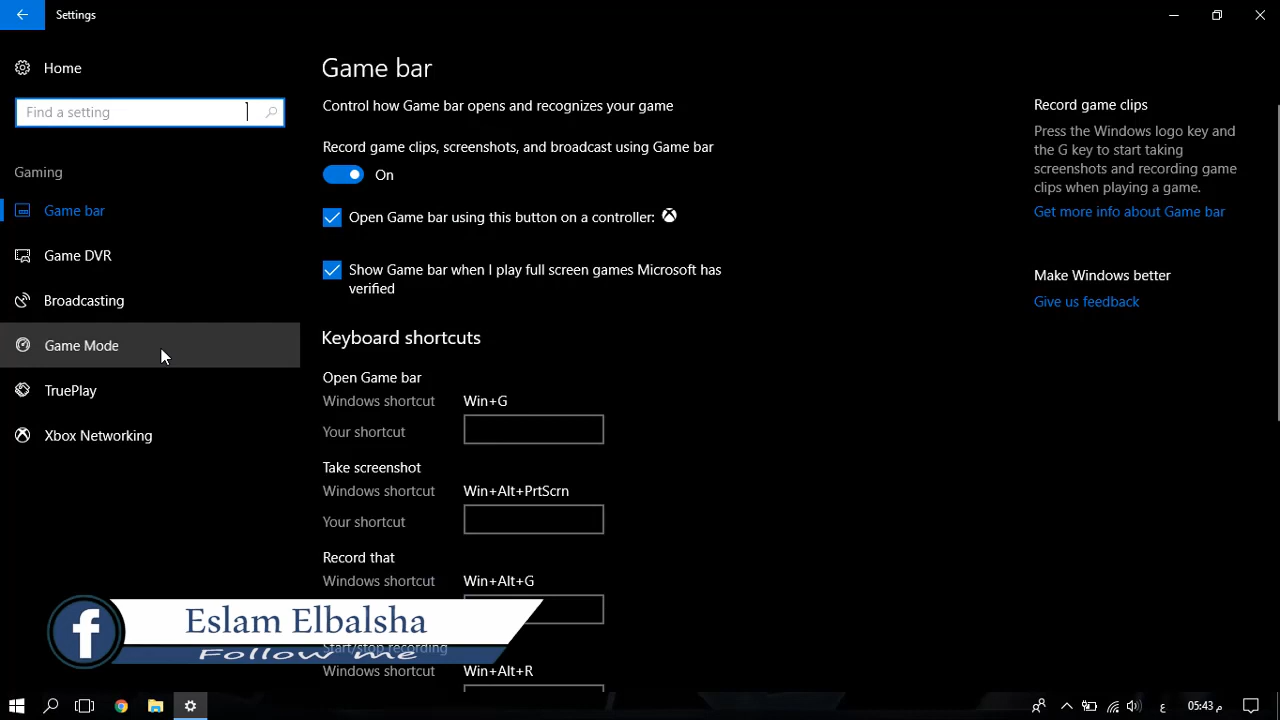 Settings
Home
Find a setting
Gaming
Game bar
Game DVR
Broadcasting
Game Mode
TruePlay
Xbox Networking
Game bar
Control how Game bar opens and recognizes your game
Record game clips, screenshots, and broadcast using Game bar
On
Open Game bar using this button on a controller:
Show Game bar when I play full screen games Microsoft has
verified
Keyboard shortcuts
Open Game bar
Windows shortcut Win+G
Your shortcut
Take screenshot
Windows shortcut Win+Alt+PrtScrn
Your shortcut
Record that
Windows shortcut Win+Alt+G
Start/stop recording
Windows shortcut Win+Alt+R
Record game clips
Press the Windows logo key and
the G key to start taking
screenshots and recording game
clips when playing a game.
Get more info about Game bar
Make Windows better
Give us feedback
f
Eslam Elbalsha
Follow me
ع
05:43 م